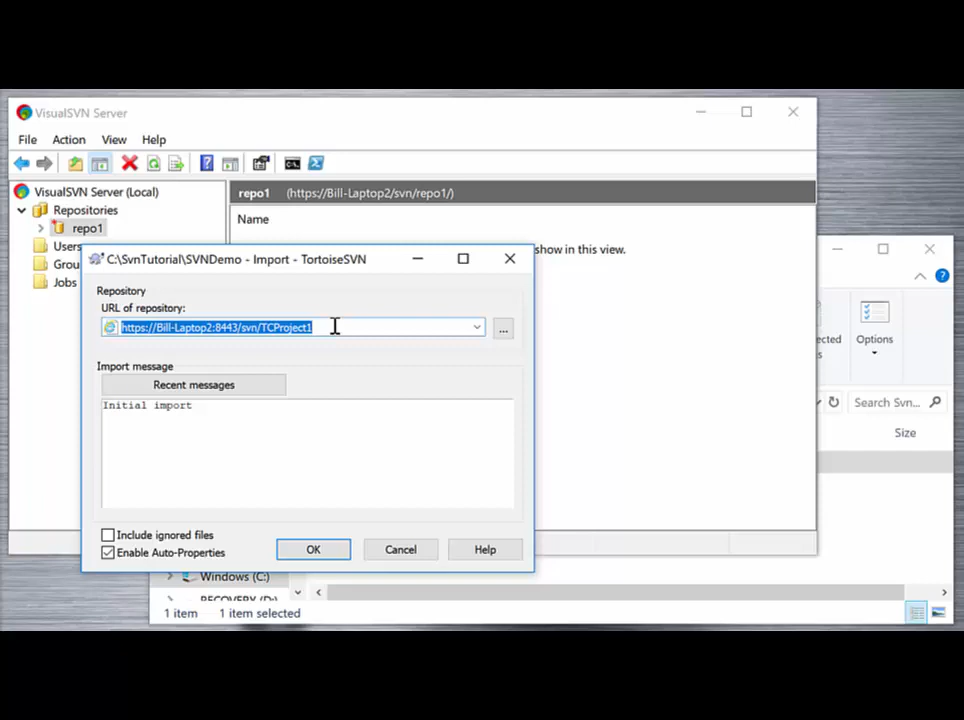 VisualSVN Server
File Action View Help
VisualSVN Server (Local)
Repositories
repo1
Users
Grou
Jobs
repo1 (https://Bill-Laptop2/svn/repo1/)
Name
show in this view.
C:\SvnTutorial\SVNDemo - Import - TortoiseSVN
Repository
URL of repository:
https://Bill-Laptop2:8443/svn/TCProject1
...
Import message
Recent messages
Initial import
Include ignored files
Enable Auto-Properties
OK
Cancel
Help
ected
s
Options
Search Svn...
Size
Windows (C:)
RECOVERY (D:)
1 item 1 item selected